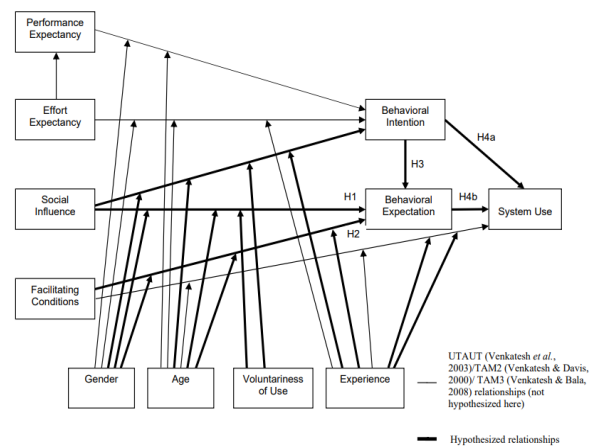 Performance
Expectancy
Effort
Expectancy
Behavioral
Intention
H4a
H3
Social
Influence
H1
Behavioral
Expectation
H4b
System Use
H2
Facilitating
Conditions
Gender
Age
Voluntariness
of Use
Experience
UTAUT (Venkatesh et al.,
2003)/TAM2 (Venkatesh & Davis,
2000)/ TAM3 (Venkatesh & Bala,
2008) relationships (not
hypothesized here)
Hypothesized relationships